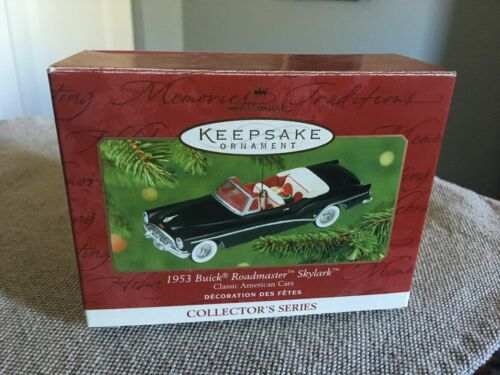 Memories
Traditions
Hallmark
KEEPSAKE
ORNAMENT
1953 Buick® Roadmaster™ Skylark™
Classic American Cars
DÉCORATION DES FÊTES
COLLECTOR'S SERIES